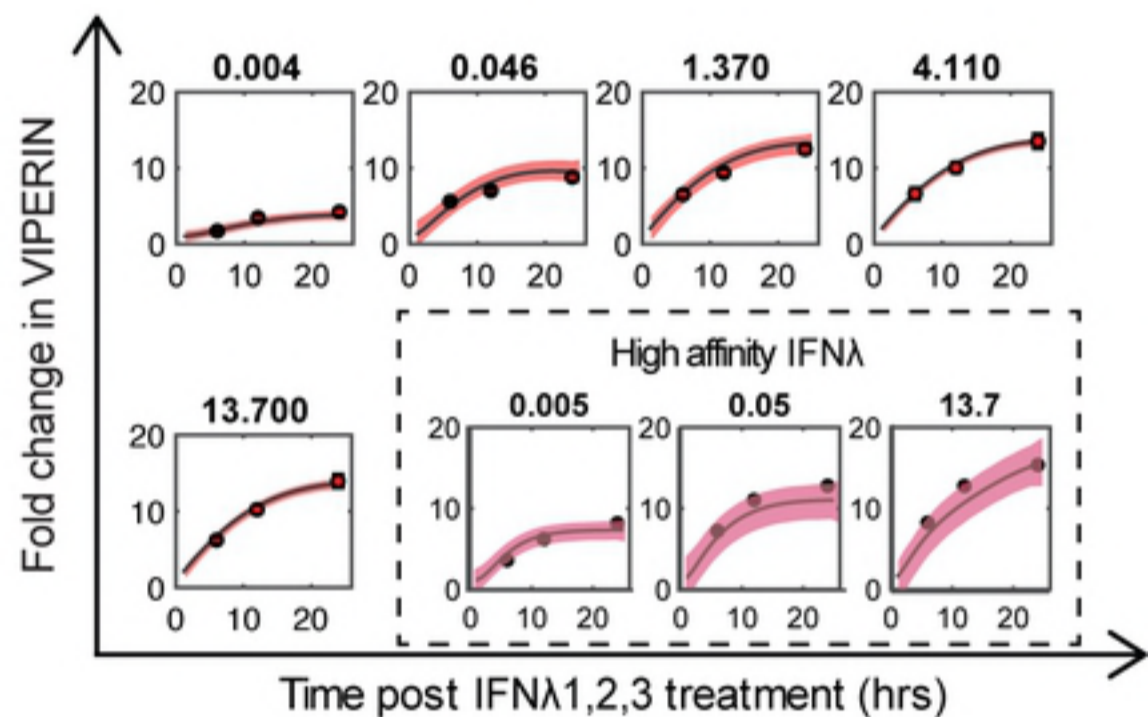 Fold change in VIPERIN
0.004 0.046 1.370 4.110
20 20 20 20
10 10 10 10
0 0 0 0
0 10 20 0 10 20 0 10 20 0 10 20
High affinity IFNλ
13.700 0.005 0.05 13.7
20 20 20 20
10 10 10 10
0 0 0 0
0 10 20 0 10 20 0 10 20 0 10 20
Time post IFNλ1,2,3 treatment (hrs)